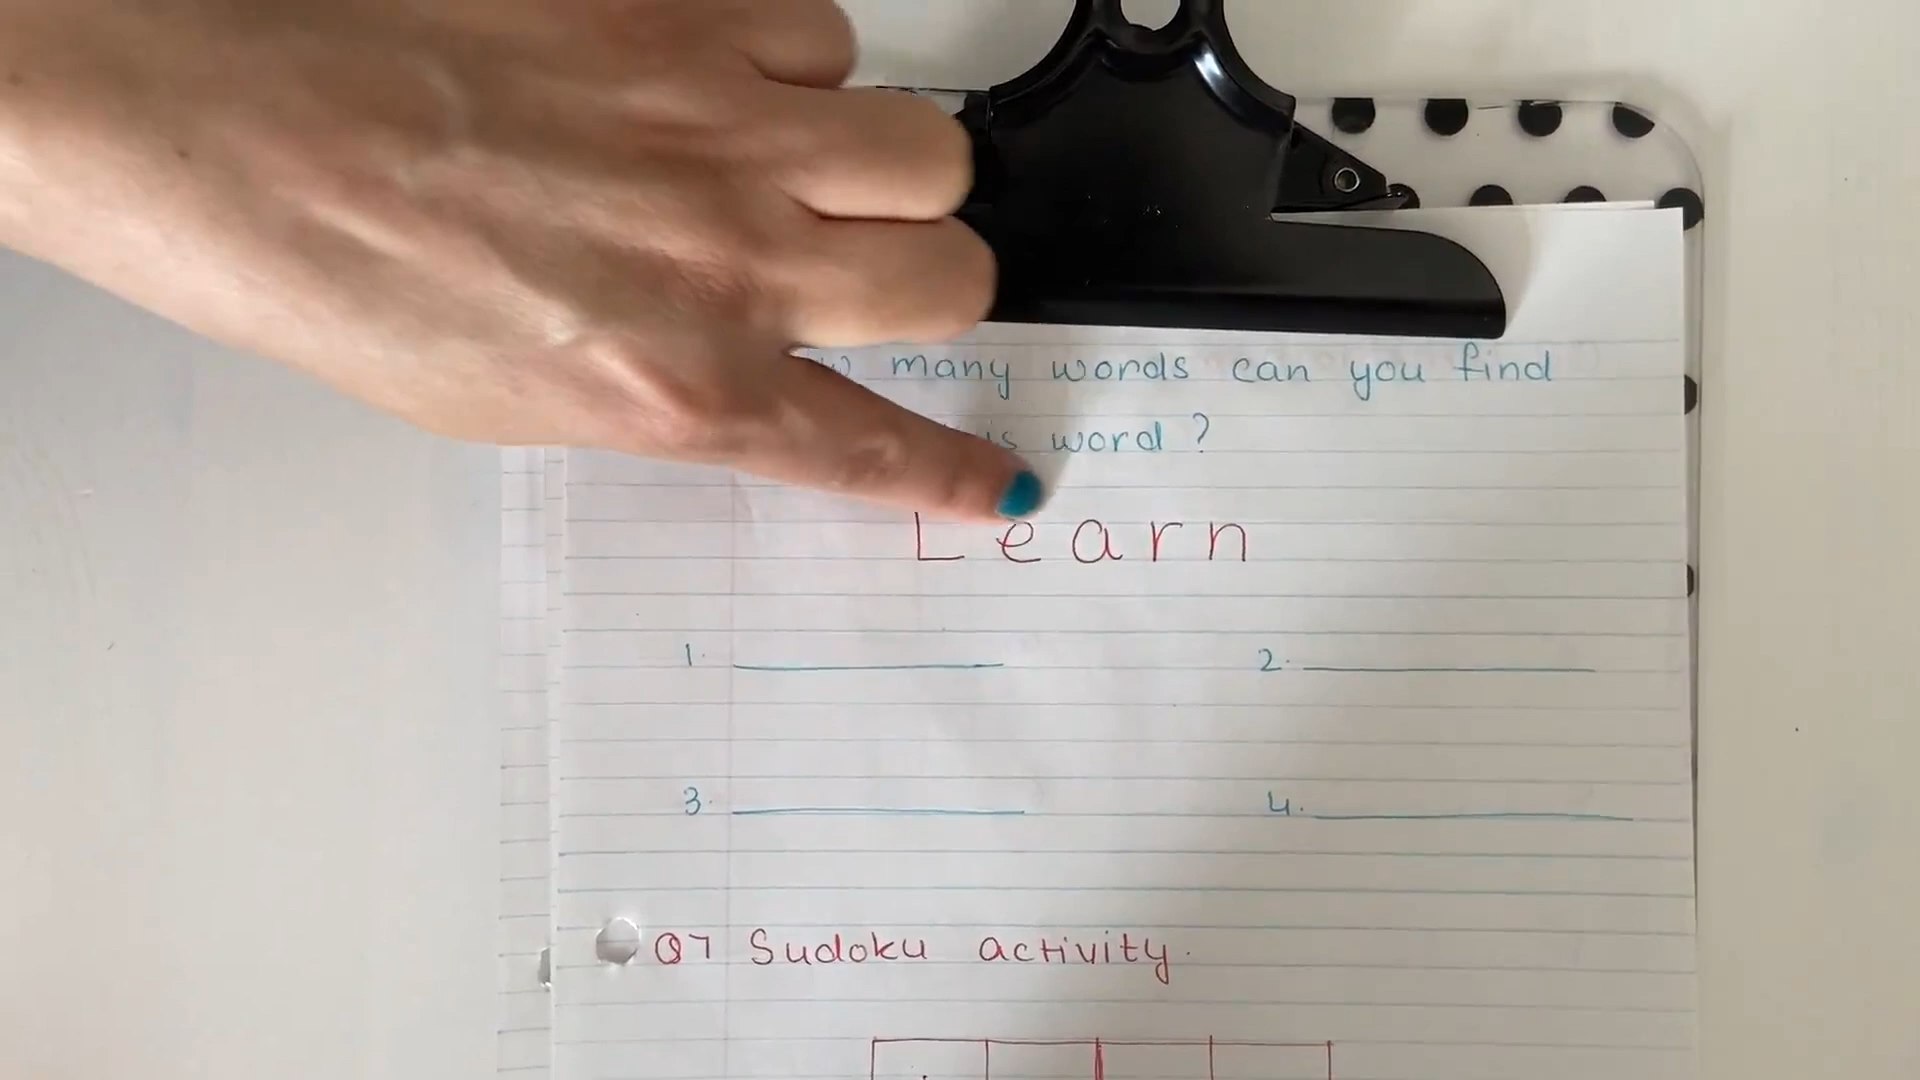 many words can you find
word?
Learn
1.
2.
3.
4.
Q7 Sudoku activity.